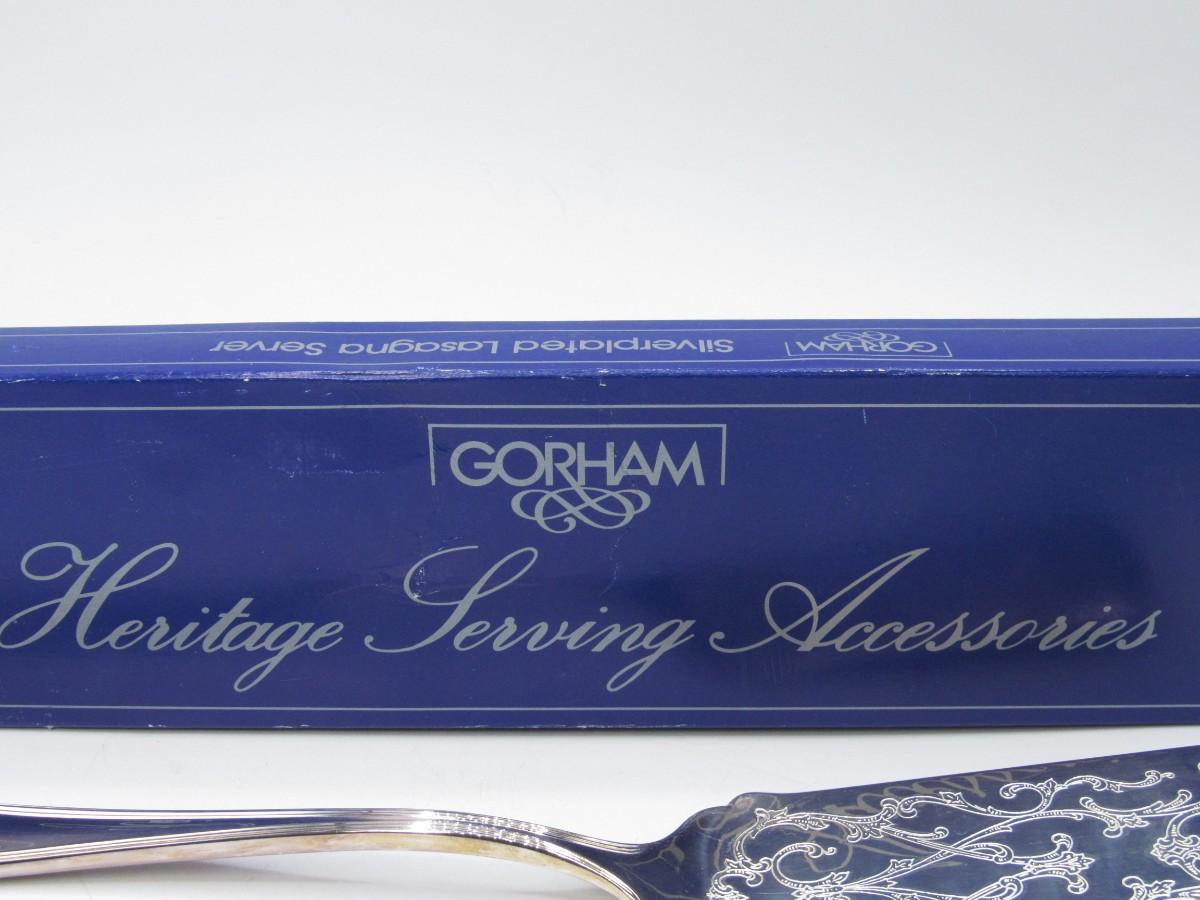 Silverplated Lasagna Server GORHAM
GORHAM
Heritage Serving Accessories